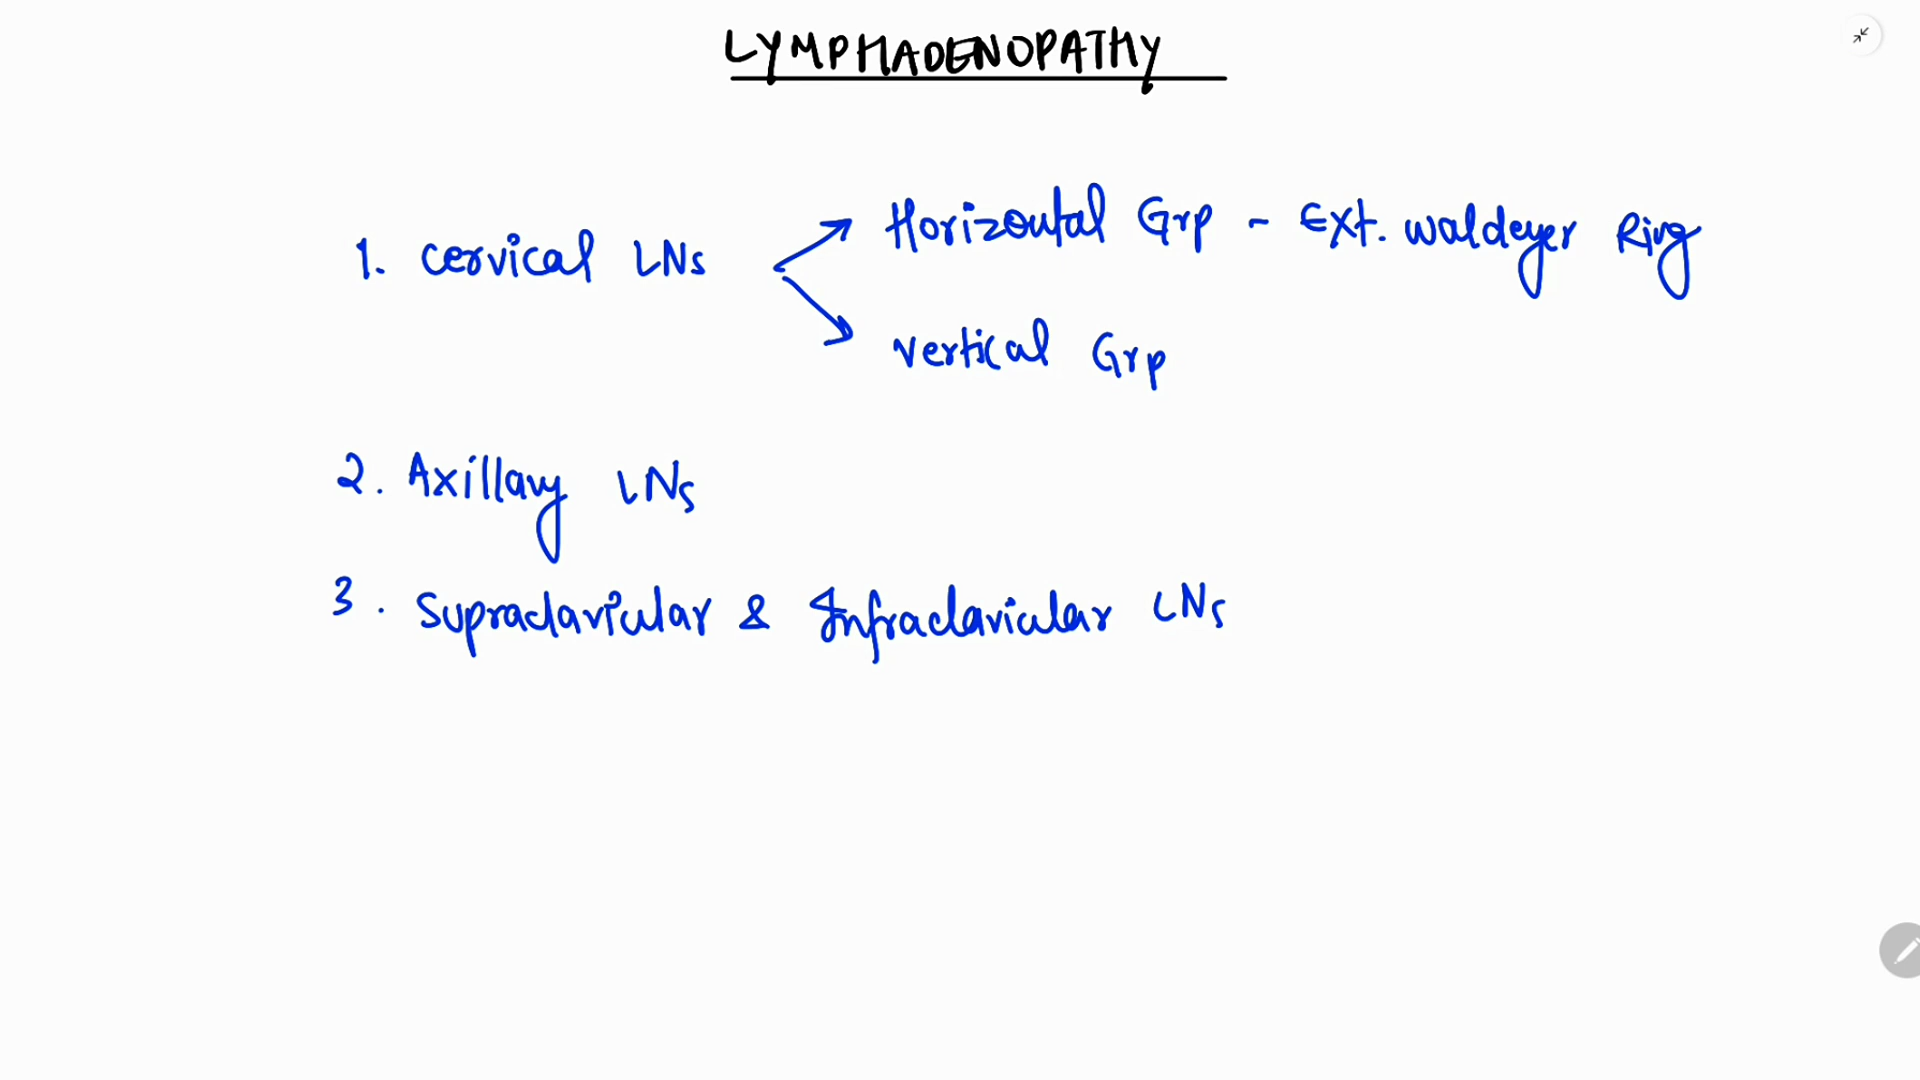 LYMPHADENOPATHY
1. Cervical LNs
Horizontal Grp - Ext. Waldeyer Ring
Vertical Grp
2. Axillary LNs
3. Supraclavicular & Infraclavicular LNs